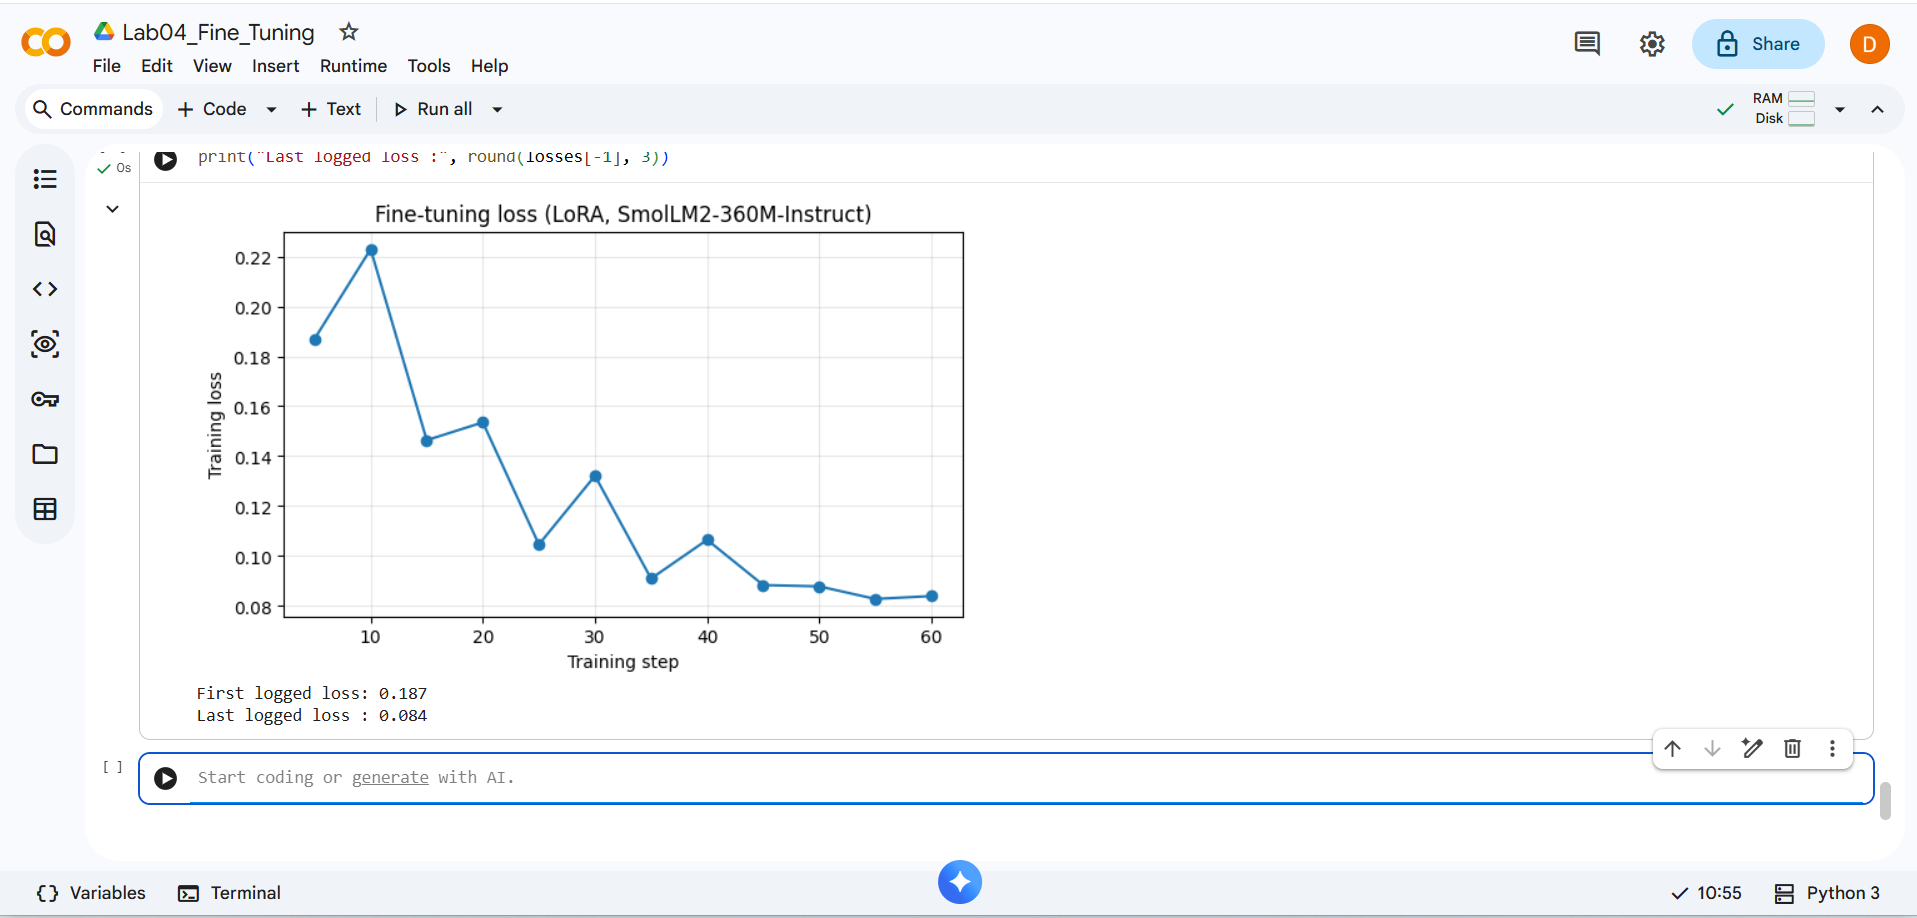 Lab04_Fine_Tuning
File Edit View Insert Runtime Tools Help
Share
D
Commands + Code + Text Run all
RAM
Disk
0s
print("Last logged loss :", round(losses[-1], 3))
Fine-tuning loss (LoRA, SmolLM2-360M-Instruct)
0.22
0.20
0.18
0.16
0.14
0.12
0.10
0.08
Training loss
10 20 30 40 50 60
Training step
First logged loss: 0.187
Last logged loss : 0.084
[ ]
Start coding or generate with AI.
{} Variables Terminal
10:55 Python 3